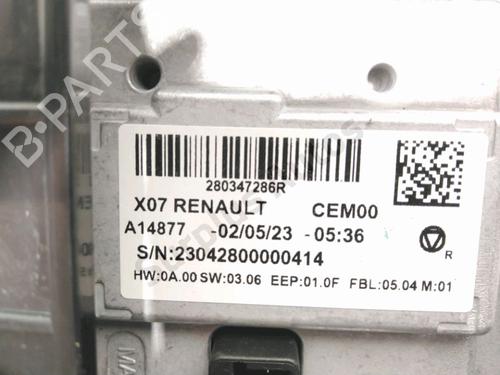 B-PARTS
280347286R
X07 RENAULT CEM00
A14877 -02/05/23 -05:36
S/N:23042800000414
R
HW:0A.00 SW:03.06 EEP:01.0F FBL:05.04 M:01
MA